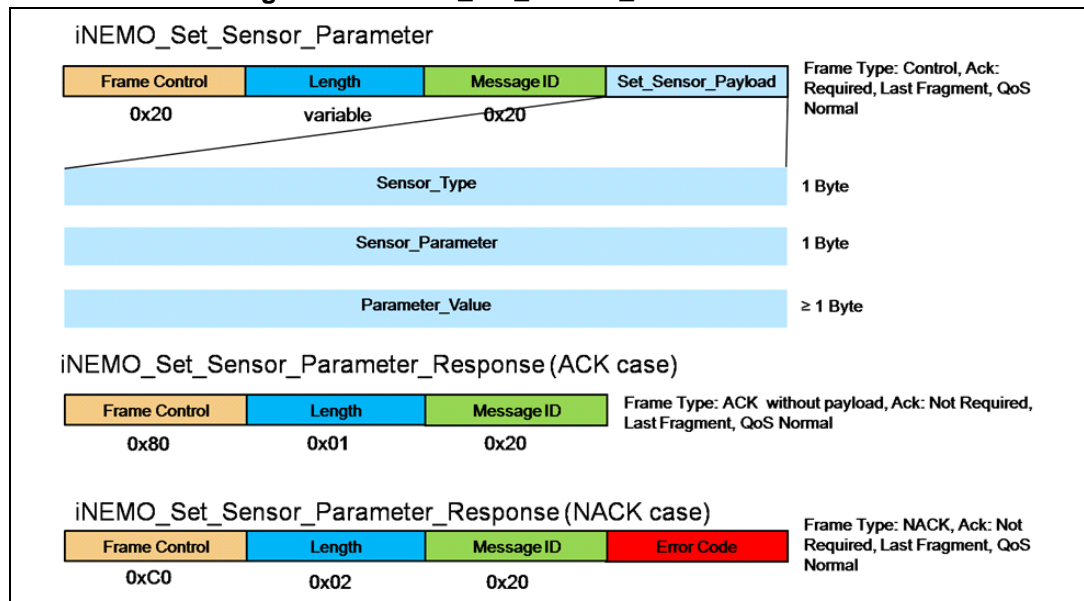 iNEMO_Set_Sensor_Parameter
Frame Control
Length
Message ID
Set_Sensor_Payload
Frame Type: Control, Ack:
Required, Last Fragment, QoS
Normal
0x20
variable
0x20
Sensor_Type
1 Byte
Sensor_Parameter
1 Byte
Parameter_Value
≥ 1 Byte
iNEMO_Set_Sensor_Parameter_Response (ACK case)
Frame Control
Length
Message ID
Frame Type: ACK without payload, Ack: Not Required,
Last Fragment, QoS Normal
0x80
0x01
0x20
iNEMO_Set_Sensor_Parameter_Response (NACK case)
Frame Control
Length
Message ID
Error Code
Frame Type: NACK, Ack: Not
Required, Last Fragment, QoS
Normal
0xC0
0x02
0x20